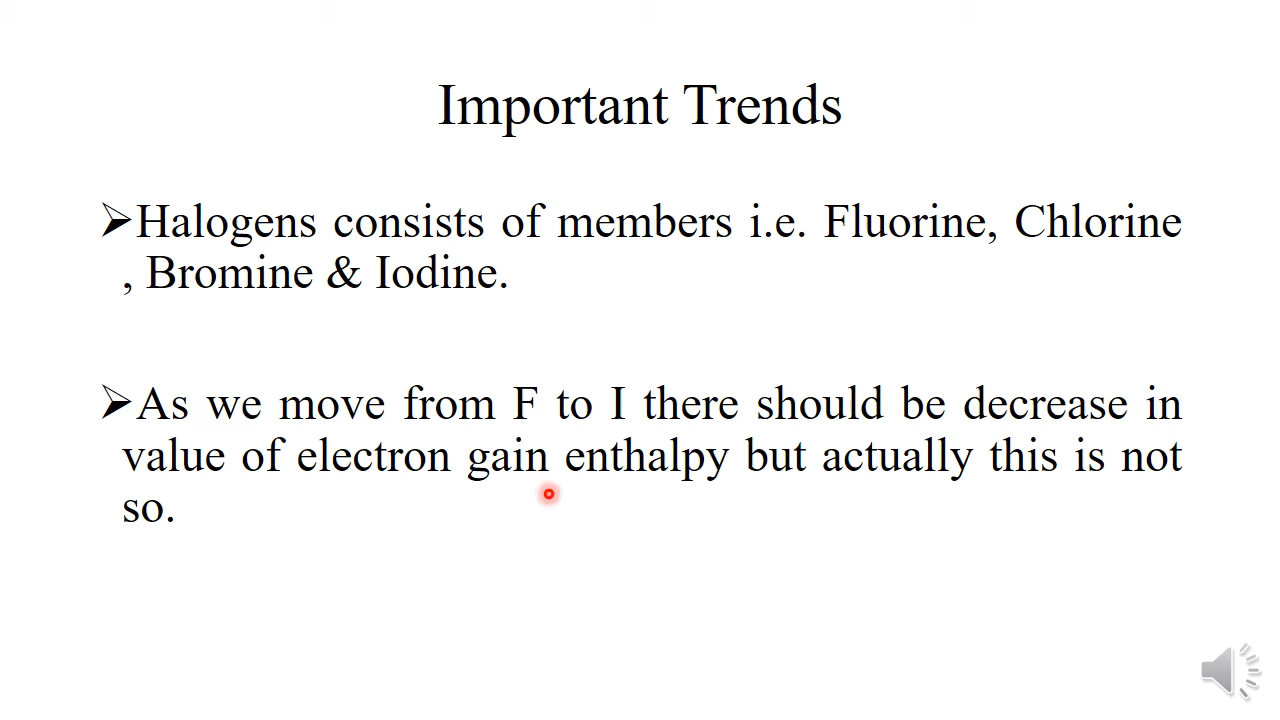 Important Trends
➢Halogens consists of members i.e. Fluorine, Chlorine
, Bromine & Iodine.
➢As we move from F to I there should be decrease in
value of electron gain enthalpy but actually this is not
so.